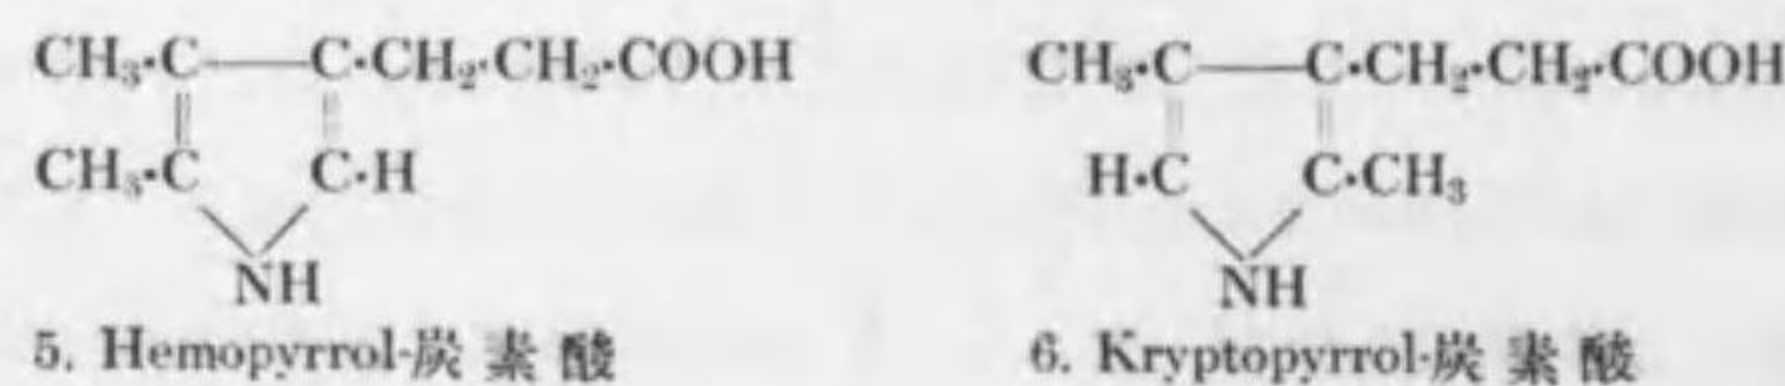 CH₃·C——C·CH₂·CH₂·COOH
CH₃·C C·H
NH
5. Hemopyrrol-炭素酸
CH₃·C——C·CH₂·CH₂·COOH
H·C C·CH₃
NH
6. Kryptopyrrol-炭素酸